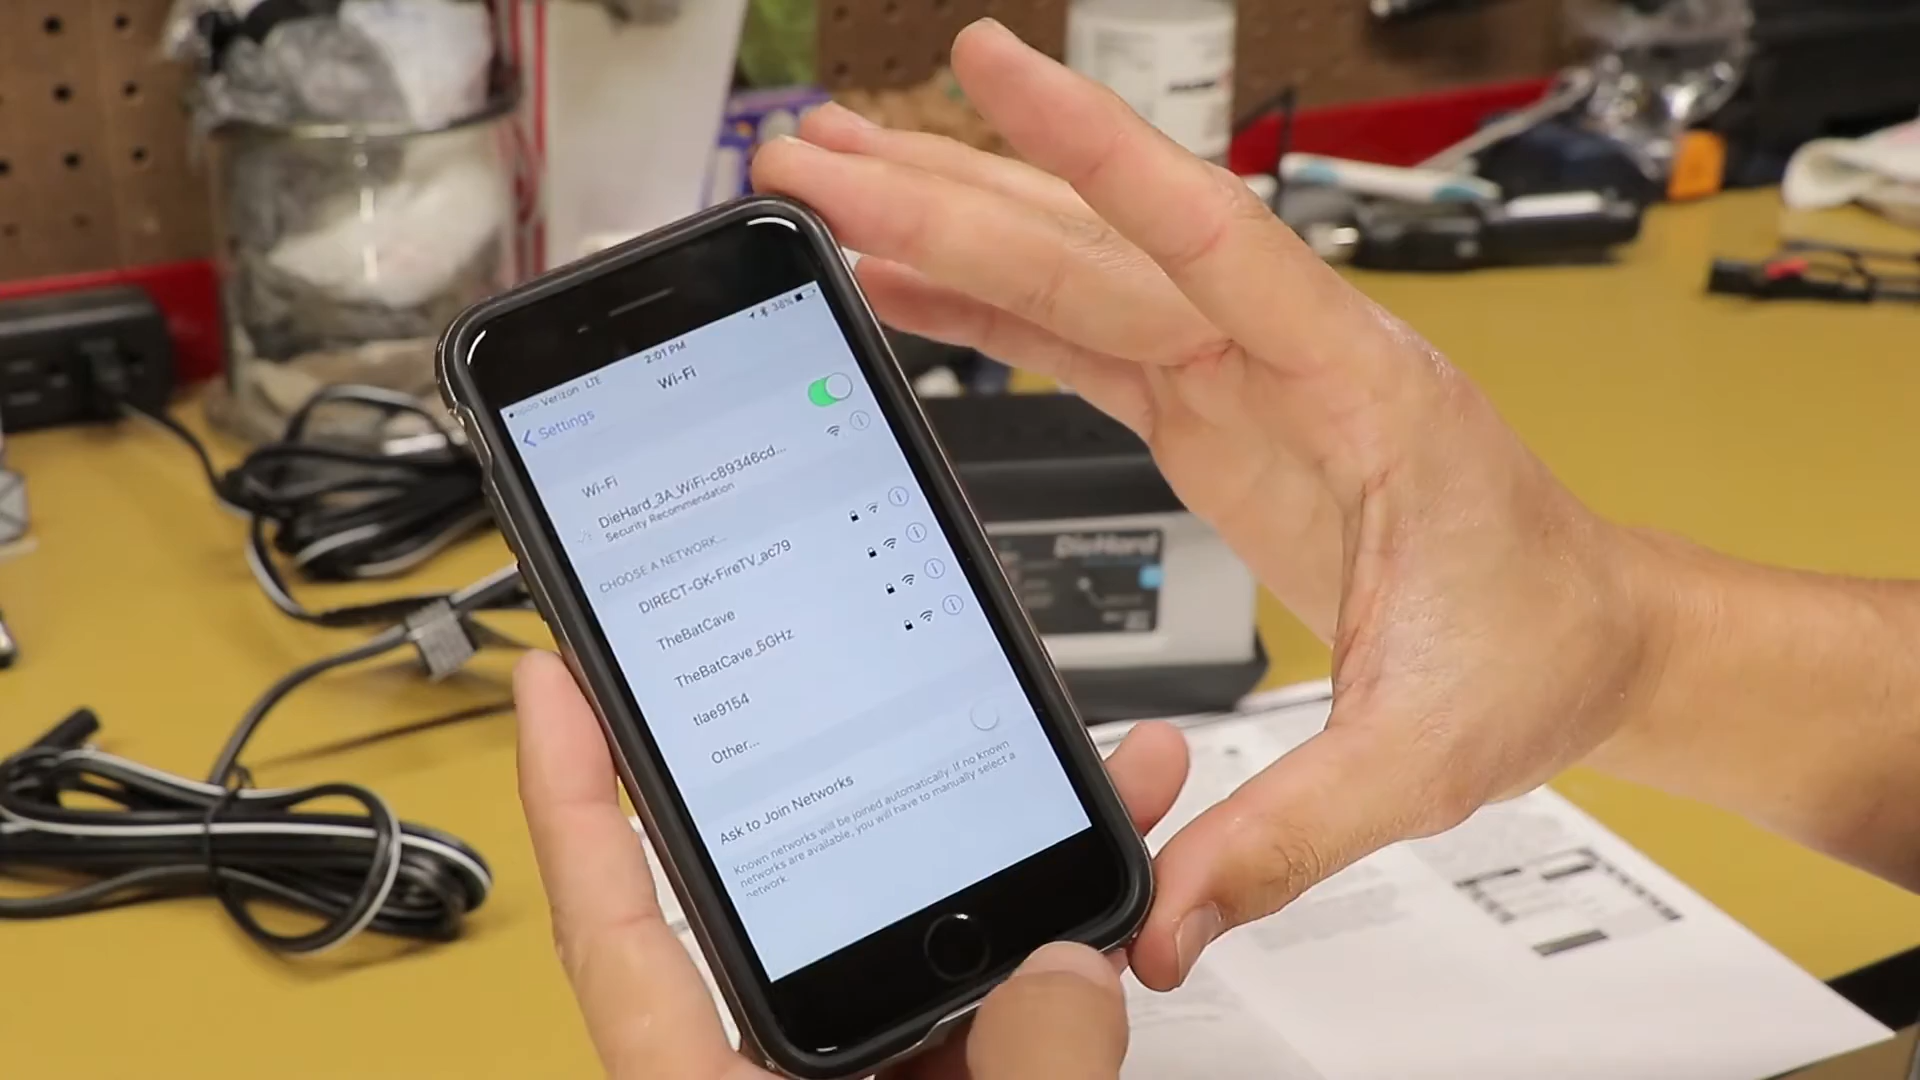 Verizon LTE
2:01 PM
38%
Settings
Wi-Fi
Wi-Fi
DieHard_3A_WiFi-c89346cd...
Security Recommendation
CHOOSE A NETWORK...
DIRECT-GK-FireTV_ac79
TheBatCave
TheBatCave_5GHz
tlae9154
Other...
Ask to Join Networks
Known networks will be joined automatically. If no known
networks are available, you will have to manually select a
network.
DieHard